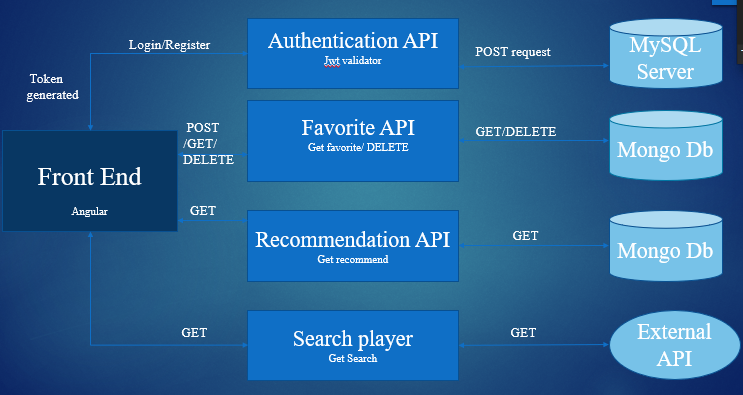 Login/Register
Authentication API
Jwt validator
POST request
MySQL
Server
Token
generated
POST
/GET/
DELETE
Favorite API
Get favorite/ DELETE
GET/DELETE
Mongo Db
Front End
Angular
GET
Recommendation API
Get recommend
GET
Mongo Db
GET
Search player
Get Search
GET
External
API